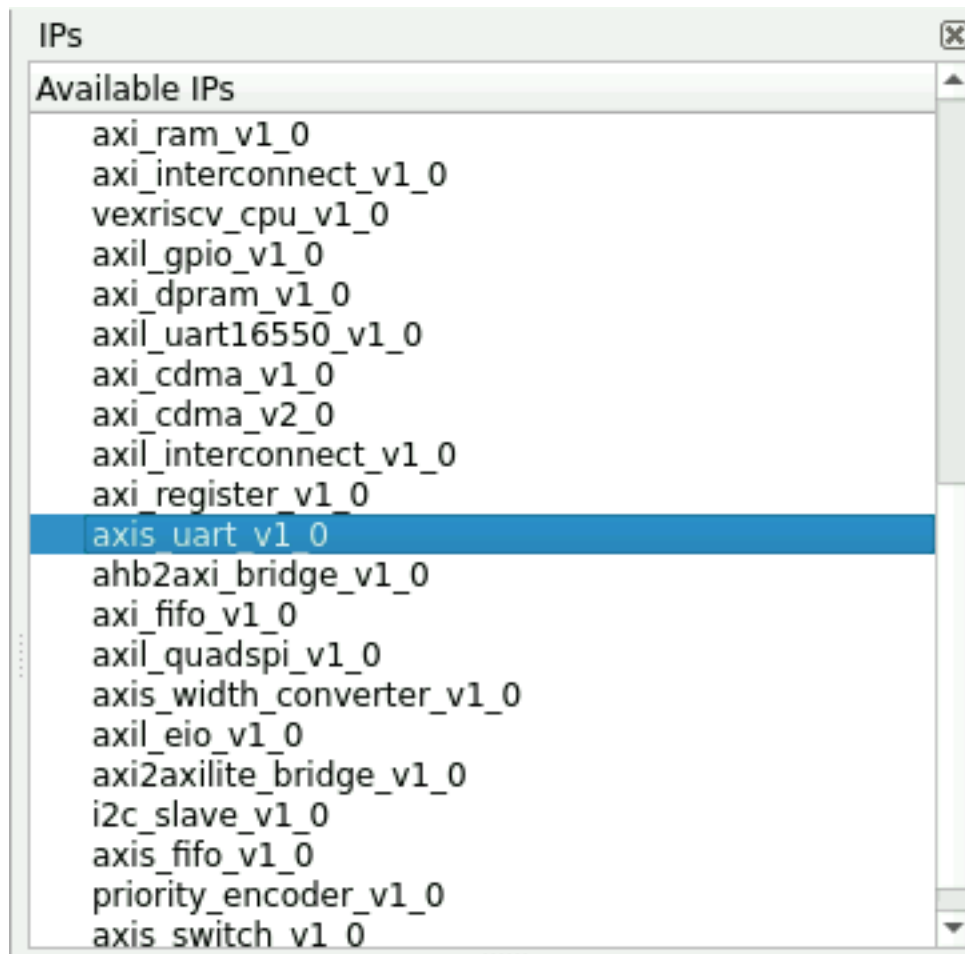 IPs
Available IPs
axi_ram_v1_0
axi_interconnect_v1_0
vexriscv_cpu_v1_0
axil_gpio_v1_0
axi_dpram_v1_0
axil_uart16550_v1_0
axi_cdma_v1_0
axi_cdma_v2_0
axil_interconnect_v1_0
axi_register_v1_0
axis_uart_v1_0
ahb2axi_bridge_v1_0
axi_fifo_v1_0
axil_quadspi_v1_0
axis_width_converter_v1_0
axil_eio_v1_0
axi2axilite_bridge_v1_0
i2c_slave_v1_0
axis_fifo_v1_0
priority_encoder_v1_0
axis_switch_v1_0